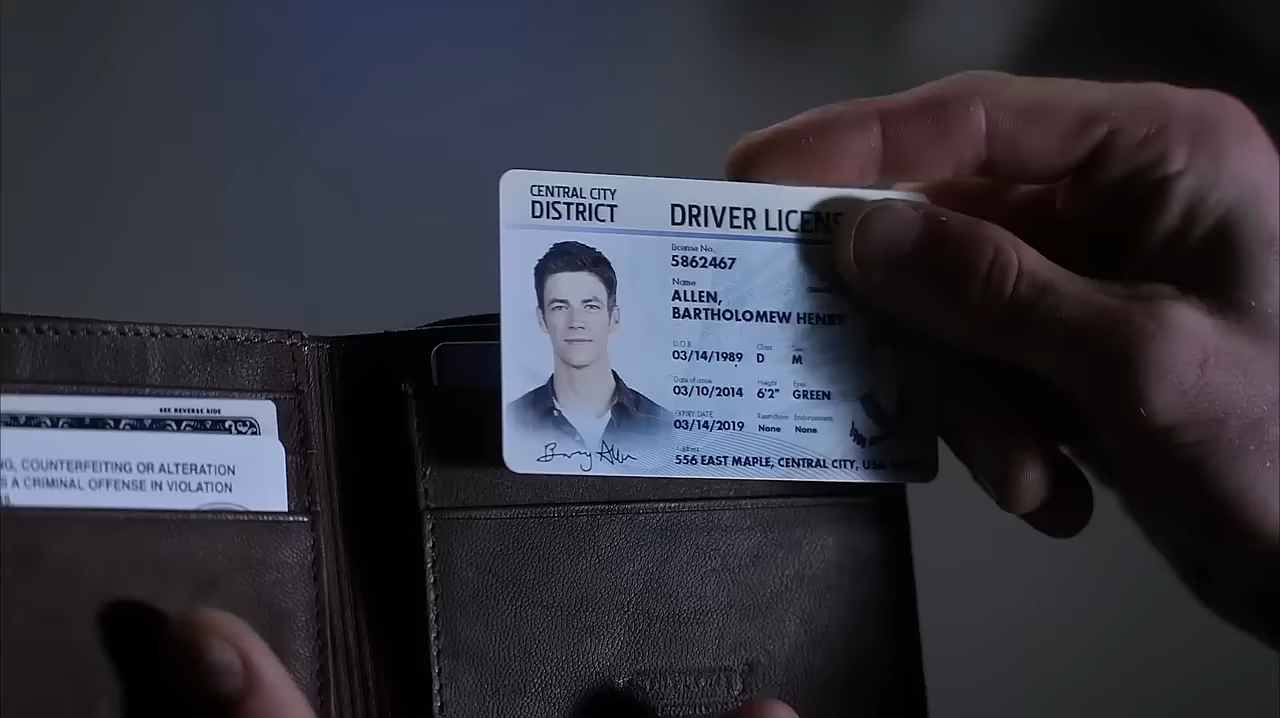 CENTRAL CITY
DISTRICT
DRIVER LICENS
License No.
5862467
Name
ALLEN,
BARTHOLOMEW HENRY
D.O.B
03/14/1989
Class
D
Sex
M
Date of issue
03/10/2014
Height
6'2"
Eyes
GREEN
EXPIRY DATE
03/14/2019
Restrictions
None
Endorsements
None
Address
556 EAST MAPLE, CENTRAL CITY, USA
Barry Allen
SEE REVERSE SIDE
NG, COUNTERFEITING OR ALTERATION
S A CRIMINAL OFFENSE IN VIOLATION